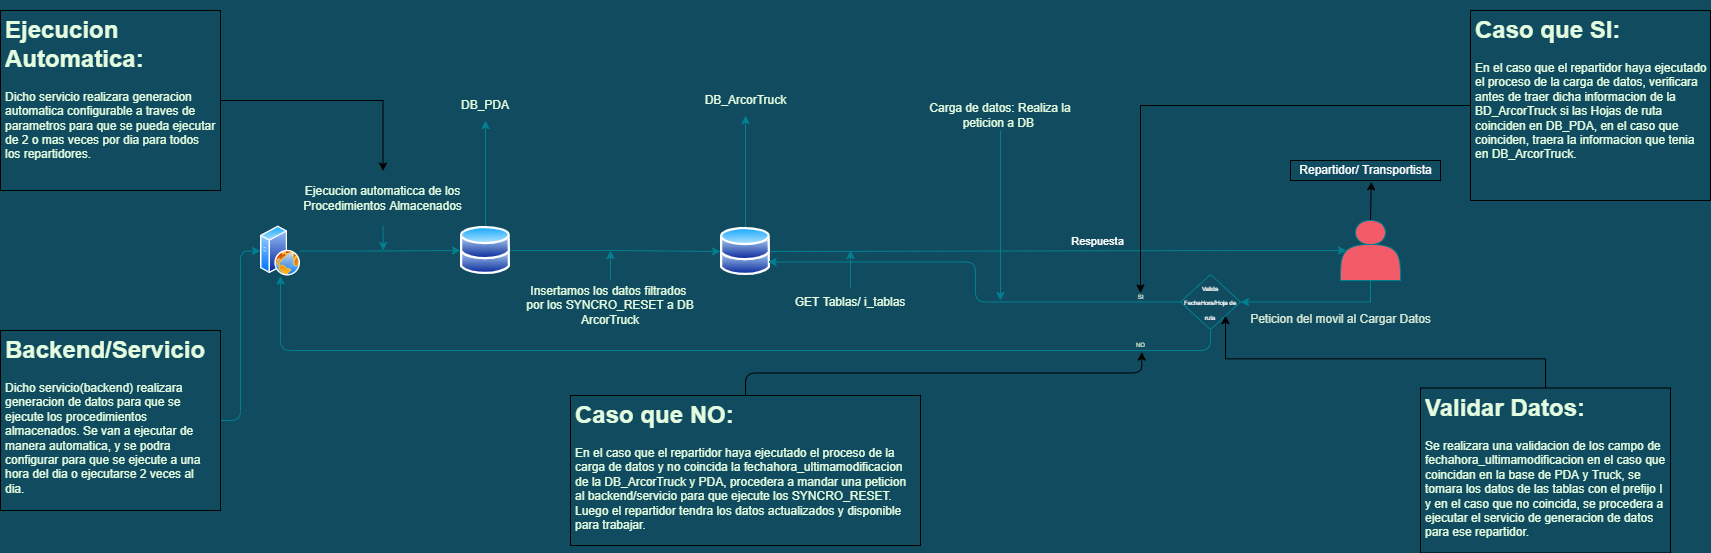 Ejecucion
Automatica:
Dicho servicio realizara generacion
automatica configurable a traves de
parametros para que se pueda ejecutar
de 2 o mas veces por dia para todos
los repartidores.
DB_PDA
DB_ArcorTruck
Carga de datos: Realiza la
peticion a DB
Caso que SI:
En el caso que el repartidor haya ejecutado
el proceso de la carga de datos, verificara
antes de traer dicha informacion de la
BD_ArcorTruck si las Hojas de ruta
coinciden en DB_PDA, en el caso que
coinciden, traera la informacion que tenia
en DB_ArcorTruck.
Repartidor/ Transportista
Ejecucion automaticca de los
Procedimientos Almacenados
Respuesta
Insertamos los datos filtrados
por los SYNCRO_RESET a DB
ArcorTruck
GET Tablas/ i_tablas
SI
Valida
FechaHora/Hoja de
ruta
Peticion del movil al Cargar Datos
NO
Backend/Servicio
Dicho servicio(backend) realizara
generacion de datos para que se
ejecute los procedimientos
almacenados. Se van a ejecutar de
manera automatica, y se podra
configurar para que se ejecute a una
hora del dia o ejecutarse 2 veces al
dia.
Caso que NO:
En el caso que el repartidor haya ejecutado el proceso de la
carga de datos y no coincida la fechahora_ultimamodificacion
de la DB_ArcorTruck y PDA, procedera a mandar una peticion
al backend/servicio para que ejecute los SYNCRO_RESET.
Luego el repartidor tendra los datos actualizados y disponible
para trabajar.
Validar Datos:
Se realizara una validacion de los campo de
fechahora_ultimamodificacion en el caso que
coincidan en la base de PDA y Truck, se
tomara los datos de las tablas con el prefijo I
y en el caso que no coincida, se procedera a
ejecutar el servicio de generacion de datos
para ese repartidor.